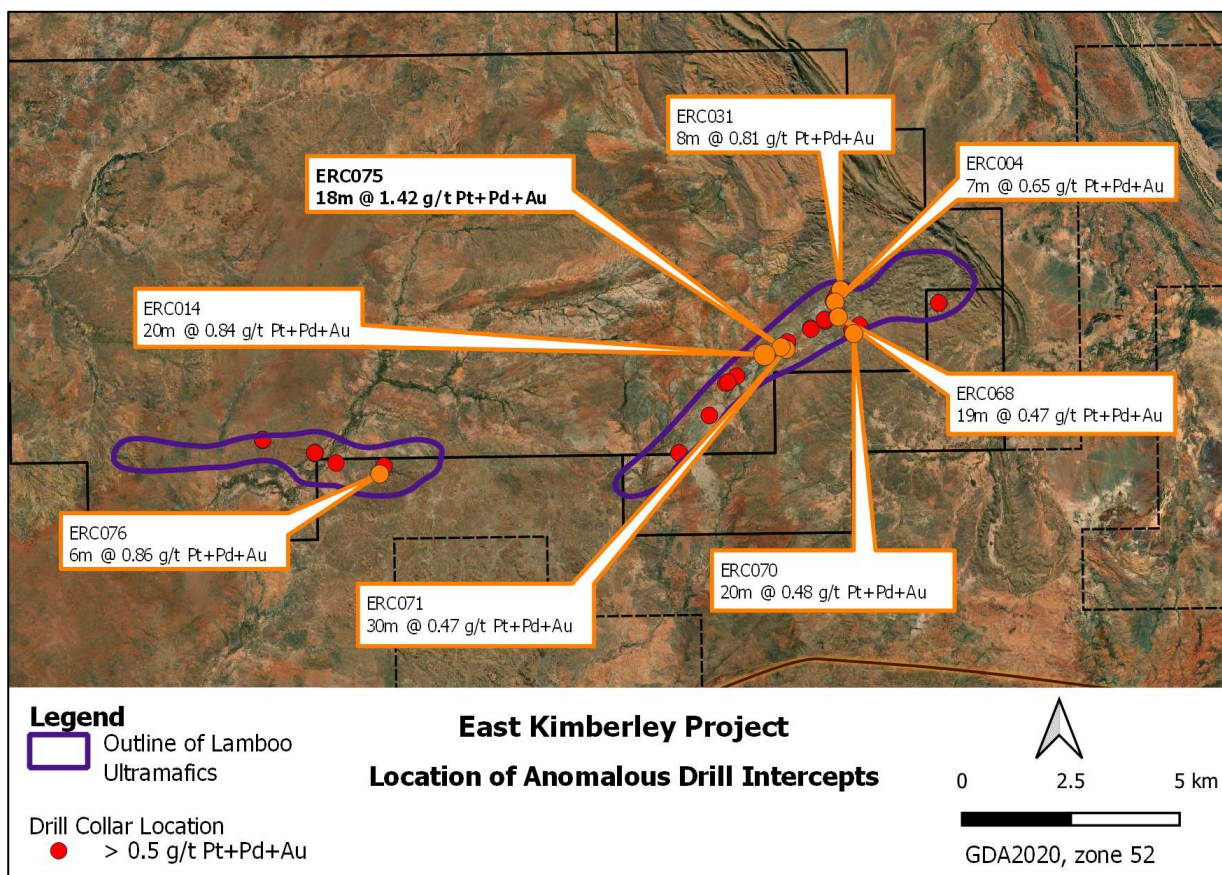 ERC031
8m @ 0.81 g/t Pt+Pd+Au
ERC004
7m @ 0.65 g/t Pt+Pd+Au
ERC075
18m @ 1.42 g/t Pt+Pd+Au
ERC014
20m @ 0.84 g/t Pt+Pd+Au
ERC068
19m @ 0.47 g/t Pt+Pd+Au
ERC076
6m @ 0.86 g/t Pt+Pd+Au
ERC071
30m @ 0.47 g/t Pt+Pd+Au
ERC070
20m @ 0.48 g/t Pt+Pd+Au
Legend
Outline of Lamboo
Ultramafics
Drill Collar Location
> 0.5 g/t Pt+Pd+Au
East Kimberley Project
Location of Anomalous Drill Intercepts
0 2.5 5 km
GDA2020, zone 52